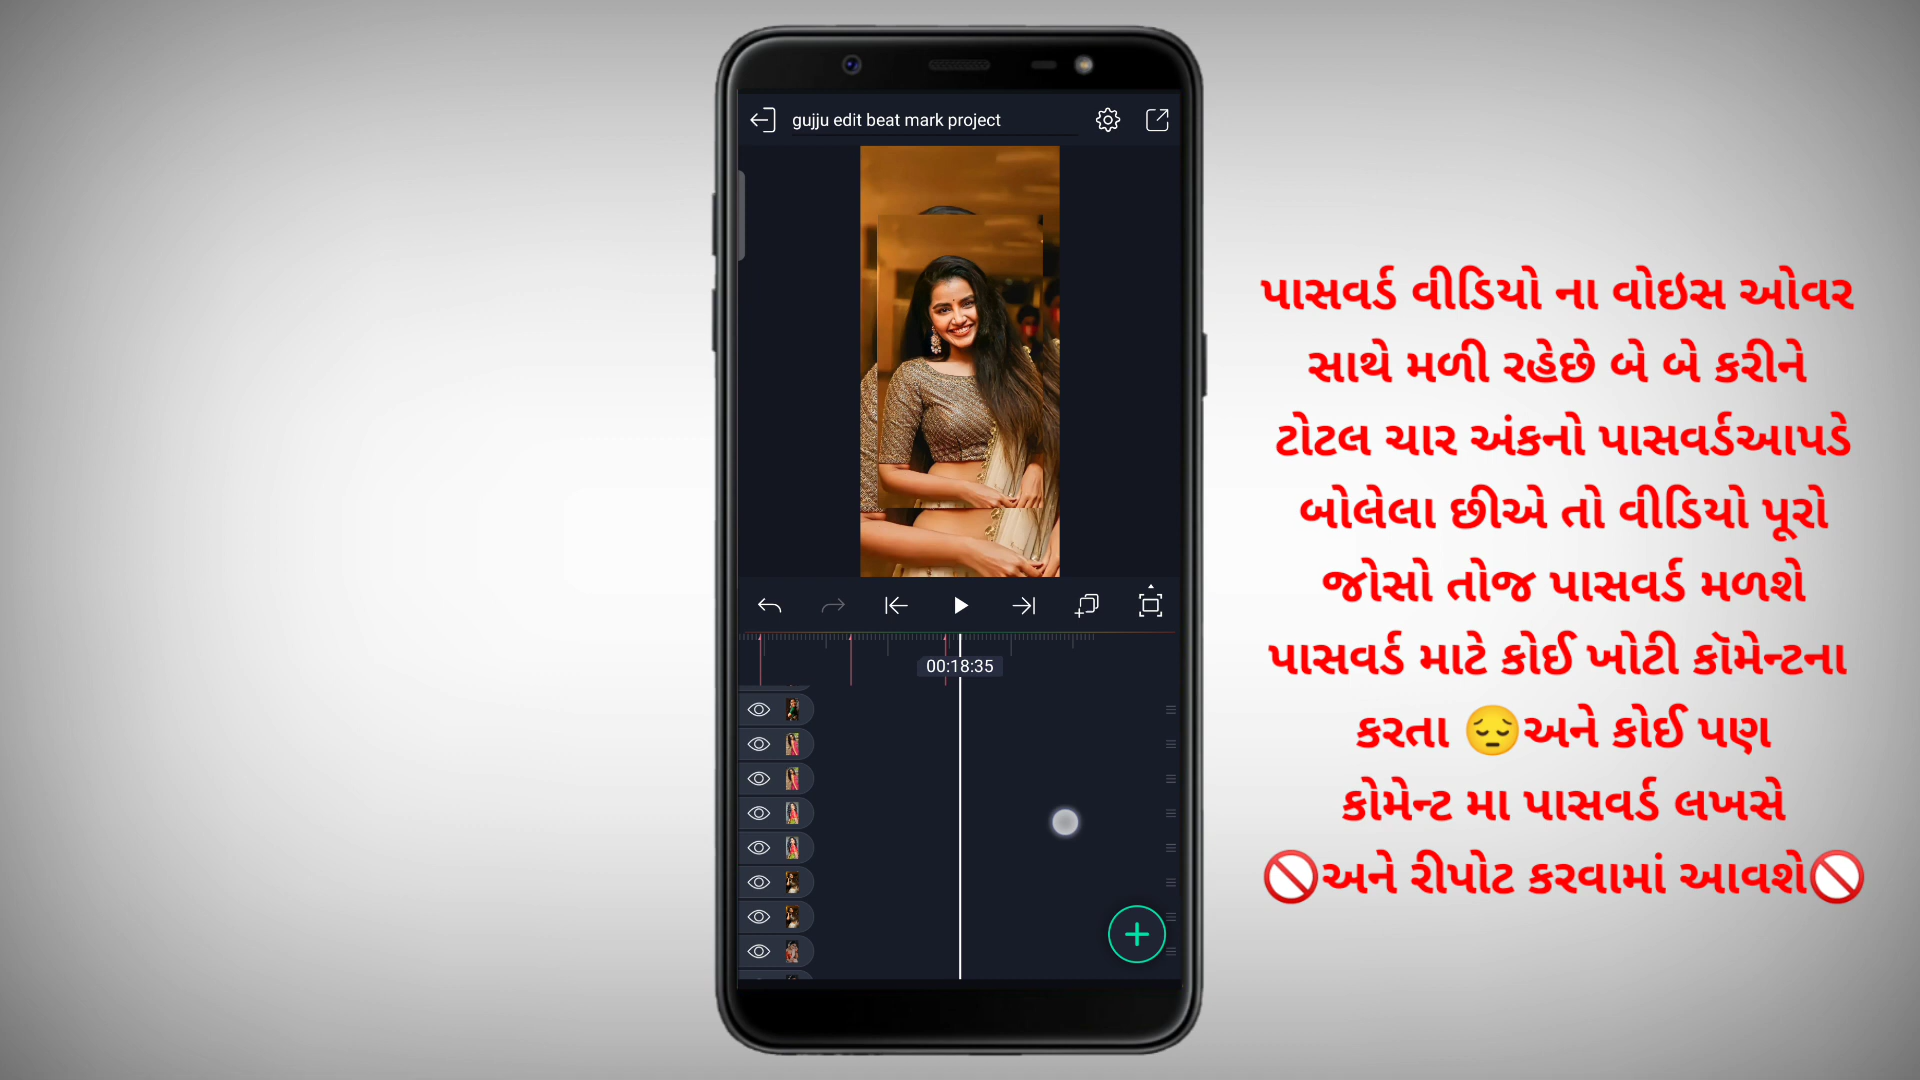 gujju edit beat mark project
00:18:35
પાસવર્ડ વીડિયો ના વોઇસ ઓવર
સાથે મળી રહેછે બે બે કરીને
ટોટલ ચાર અંકનો પાસવર્ડઆપડે
બોલેલા છીએ તો વીડિયો પૂરો
જોસો તોજ પાસવર્ડ મળશે
પાસવર્ડ માટે કોઈ ખોટી કૉમેન્ટના
કરતા 😔અને કોઈ પણ
કોમેન્ટ મા પાસવર્ડ લખસે
🚫અને રીપોટ કરવામાં આવશે🚫